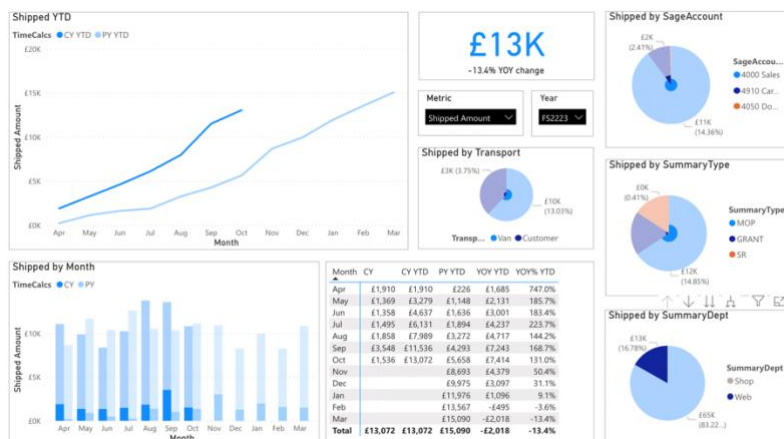 Shipped YTD
TimeCalcs CY YTD PY YTD
£20K
£15K
£10K
£5K
£0K
Shipped Amount
Apr May Jun Jul Aug Sep Oct Nov Dec Jan Feb Mar
Month
£13K
-13.4% YOY change
Metric
Shipped Amount
Year
FS2223
Shipped by Transport
£3K (3.75%)
£10K
(13.03%)
Transp... Van Customer
Shipped by SageAccount
£2K
(2.41%)
£11K
(14.36%)
SageAccou...
4000 Sales
4910 Car...
4050 Do...
Shipped by SummaryType
£0K
(0.41%)
£12K
(14.85%)
SummaryType
MOP
GRANT
SR
Shipped by Month
TimeCalcs CY PY
£10K
£5K
£0K
Shipped Amount
Apr May Jun Jul Aug Sep Oct Nov Dec Jan Feb Mar
Month
Month CY CY YTD PY YTD YOY YTD YOY% YTD
Apr £1,910 £1,910 £226 £1,685 747.0%
May £1,369 £3,279 £1,148 £2,131 185.7%
Jun £1,358 £4,637 £1,636 £3,001 183.4%
Jul £1,495 £6,131 £1,894 £4,237 223.7%
Aug £1,858 £7,989 £3,272 £4,717 144.2%
Sep £3,548 £11,536 £4,293 £7,243 168.7%
Oct £1,536 £13,072 £5,658 £7,414 131.0%
Nov £8,693 £4,379 50.4%
Dec £9,975 £3,097 31.1%
Jan £11,976 £1,096 9.1%
Feb £13,567 -£495 -3.6%
Mar £15,090 -£2,018 -13.4%
Total £13,072 £13,072 £15,090 -£2,018 -13.4%
Shipped by SummaryDept
£13K
(16.78%)
£65K
(83.22...)
SummaryDept
Shop
Web